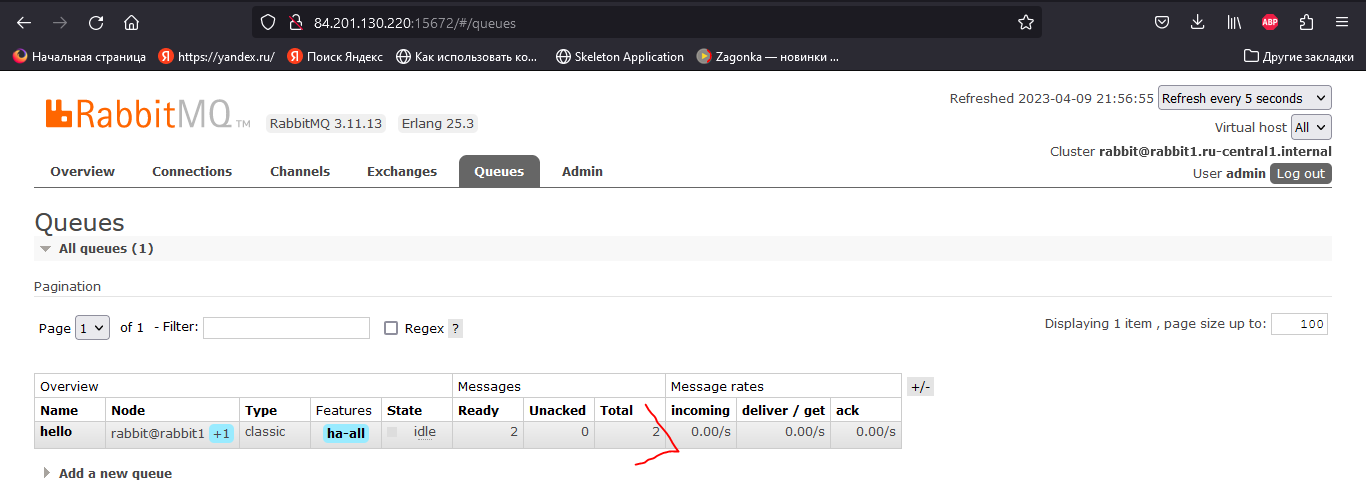 84.201.130.220:15672/#/queues
Начальная страница https://yandex.ru/ Поиск Яндекс Как использовать ко... Skeleton Application Zagonka — новинки ... Другие закладки
ABP
RabbitMQ TM RabbitMQ 3.11.13 Erlang 25.3
Refreshed 2023-04-09 21:56:55 Refresh every 5 seconds
Virtual host All
Cluster rabbit@rabbit1.ru-central1.internal
User admin Log out
Overview Connections Channels Exchanges Queues Admin
Queues
All queues (1)
Pagination
Page 1 of 1 - Filter: Regex ? Displaying 1 item , page size up to: 100
Overview Messages Message rates +/-
Name Node Type Features State Ready Unacked Total incoming deliver / get ack
hello rabbit@rabbit1 +1 classic ha-all idle 2 0 2 0.00/s 0.00/s 0.00/s
Add a new queue